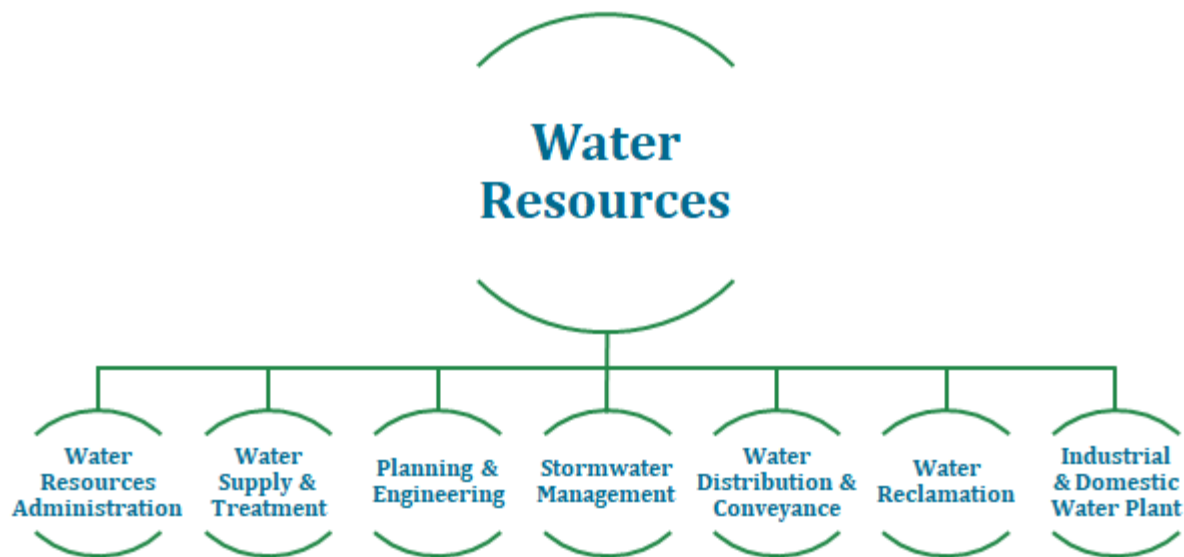 Water
Resources
Water
Resources
Administration
Water
Supply &
Treatment
Planning &
Engineering
Stormwater
Management
Water
Distribution &
Conveyance
Water
Reclamation
Industrial
& Domestic
Water Plant